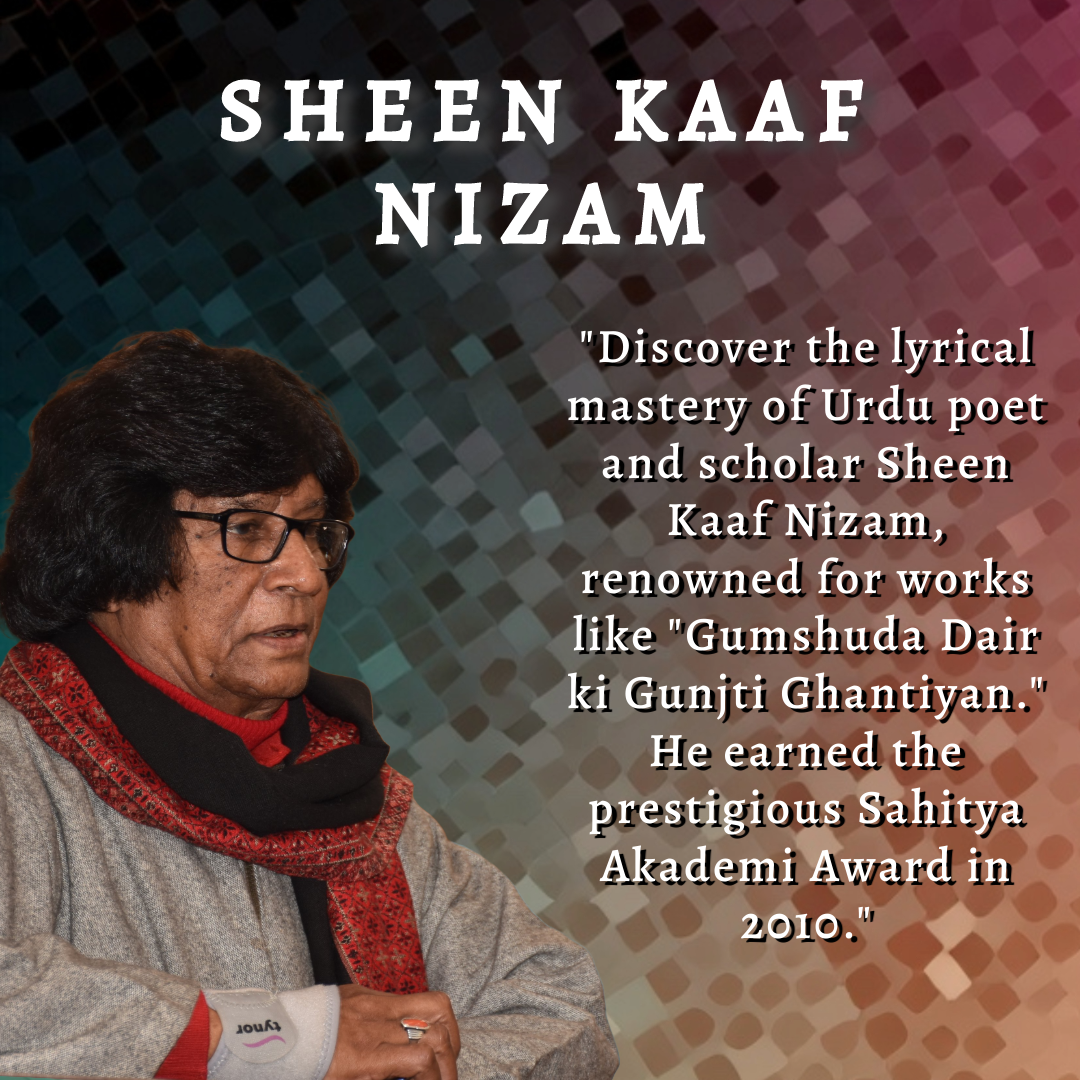 SHEEN KAAF
NIZAM
"Discover the lyrical
mastery of Urdu poet
and scholar Sheen
Kaaf Nizam,
renowned for works
like "Gumshuda Dair
ki Gunjti Ghantiyan."
He earned the
prestigious Sahitya
Akademi Award in
2010."
tynor